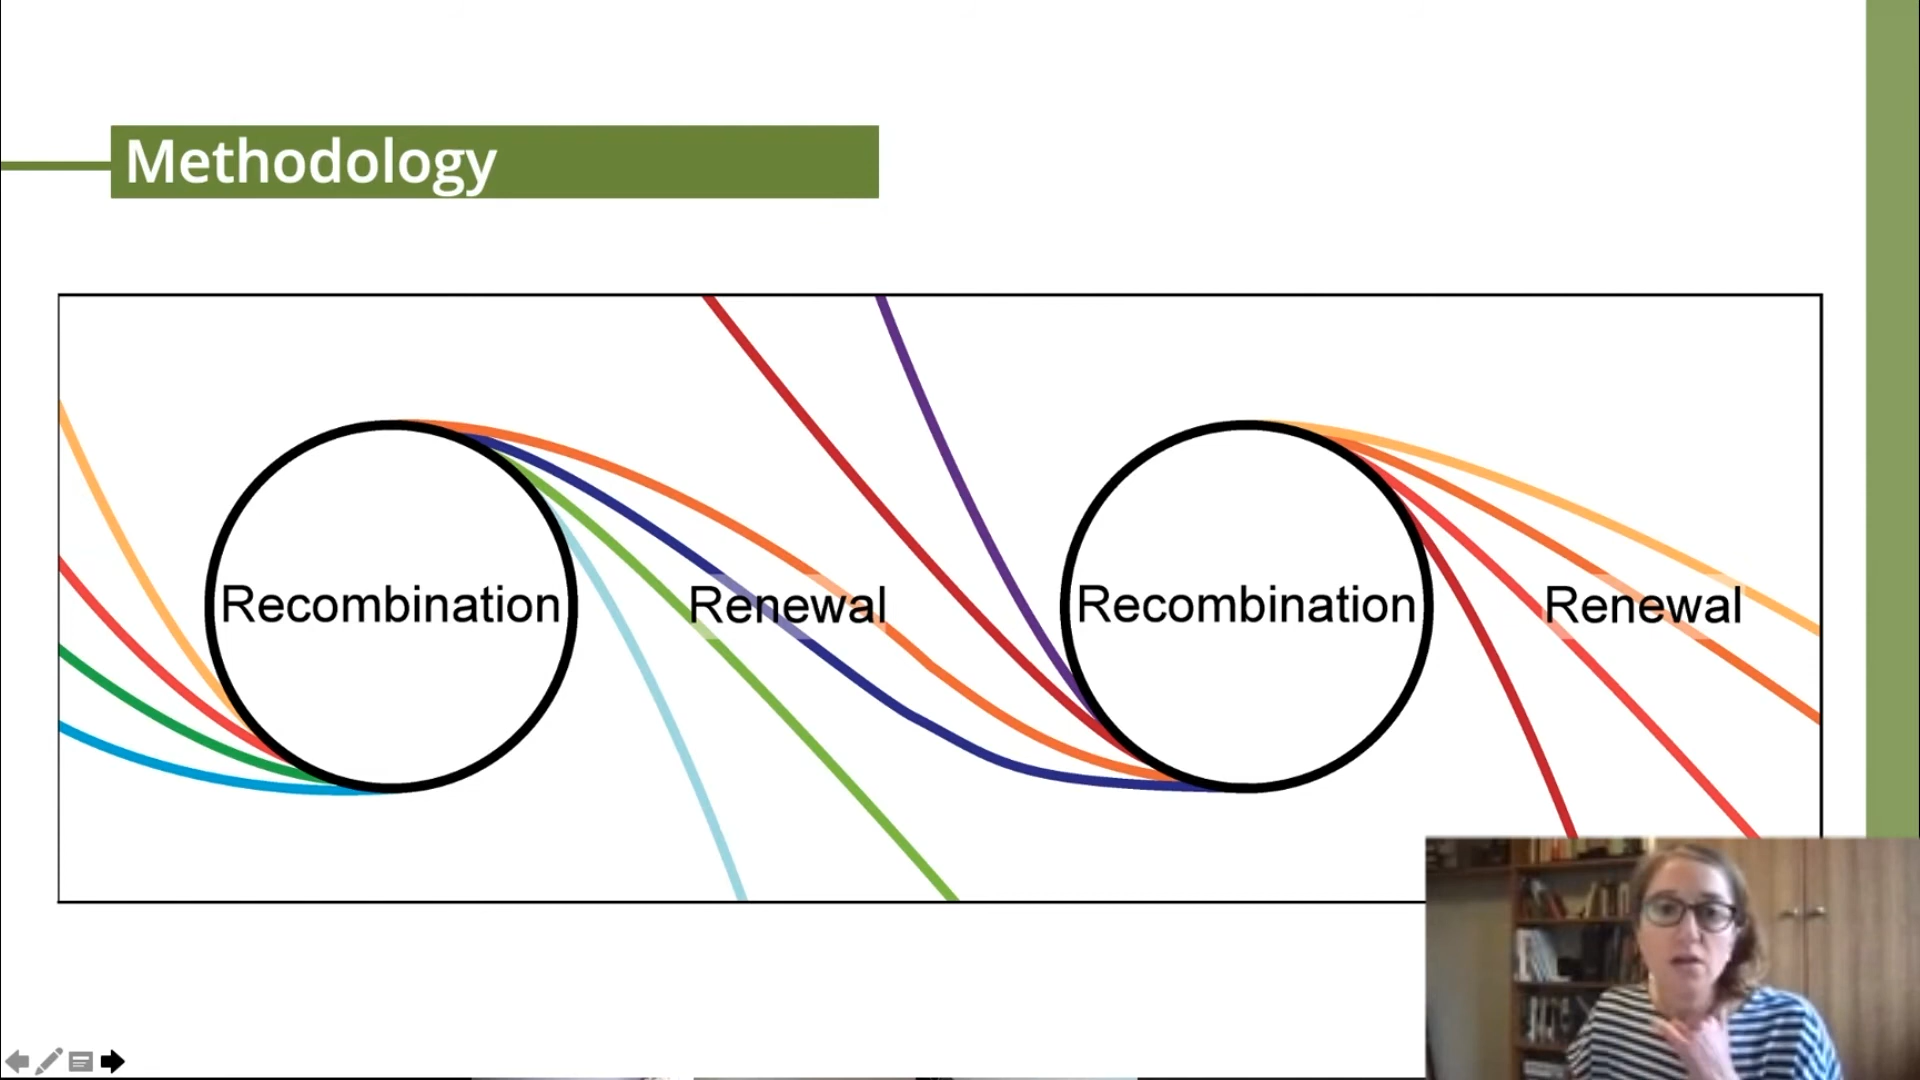 Methodology
Recombination
Renewal
Recombination
Renewal